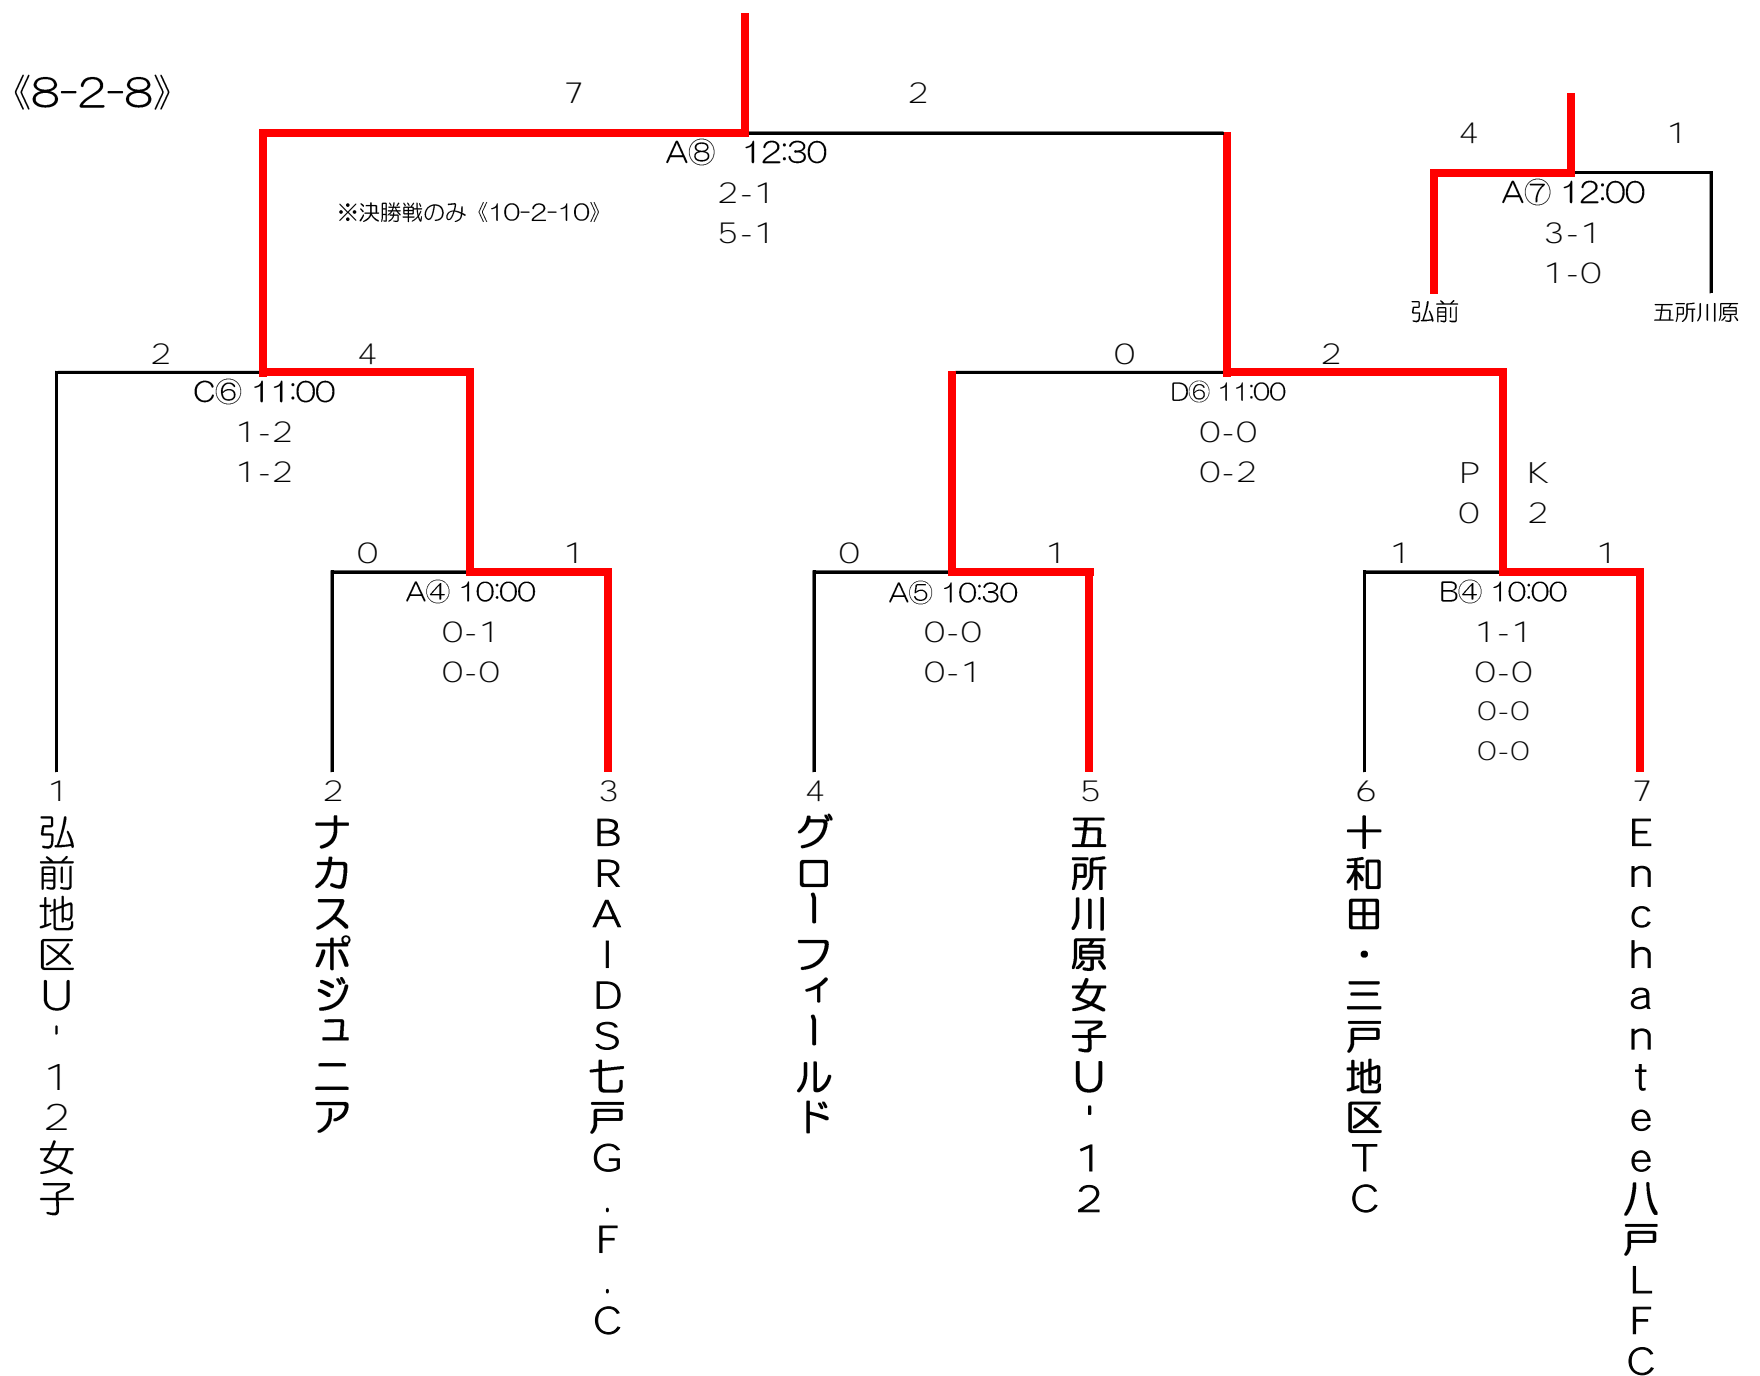 7 2
《8-2-8》
4 1
A⑧ 12:30
2-1
5-1
※決勝戦のみ《10-2-10》
A⑦ 12:00
3-1
1-0
弘前 五所川原
2 4
C⑥ 11:00
1-2
1-2
0 2
D⑥ 11:00
0-0
0-2
P K
0 2
0 1
A④ 10:00
0-1
0-0
0 1
A⑤ 10:30
0-0
0-1
1 1
B④ 10:00
1-1
0-0
0-0
0-0
1
弘前地区U-12女子
2
ナカスポジュニア
3
BRAIDS七戸G.F.C
4
グローフィールド
5
五所川原女子U-12
6
十和田・三戸地区TC
7
Enchantee八戸LFC